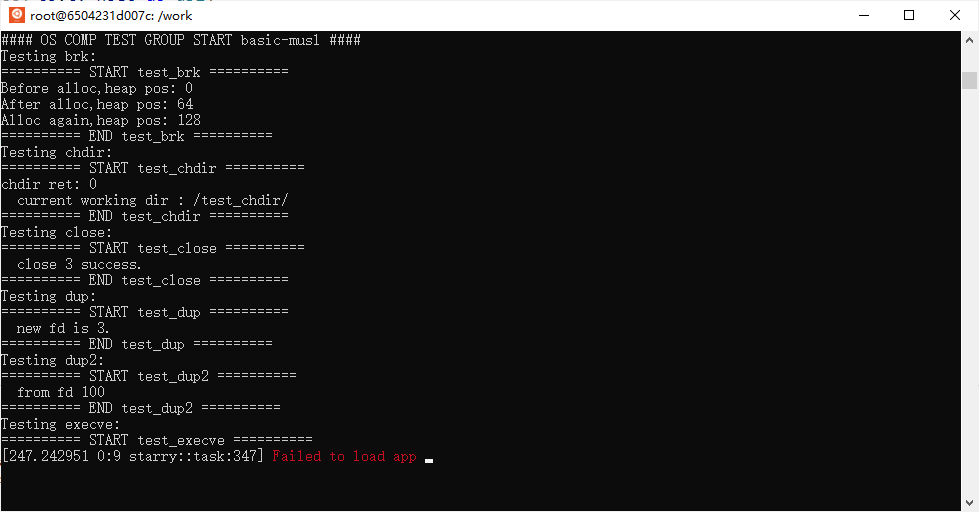 root@6504231d007c: /work
#### OS COMP TEST GROUP START basic-musl ####
Testing brk:
========== START test_brk ==========
Before alloc,heap pos: 0
After alloc,heap pos: 64
Alloc again,heap pos: 128
========== END test_brk ==========
Testing chdir:
========== START test_chdir ==========
chdir ret: 0
  current working dir : /test_chdir/
========== END test_chdir ==========
Testing close:
========== START test_close ==========
  close 3 success.
========== END test_close ==========
Testing dup:
========== START test_dup ==========
  new fd is 3.
========== END test_dup ==========
Testing dup2:
========== START test_dup2 ==========
  from fd 100
========== END test_dup2 ==========
Testing execve:
========== START test_execve ==========
[247.242951 0:9 starry::task:347] Failed to load app